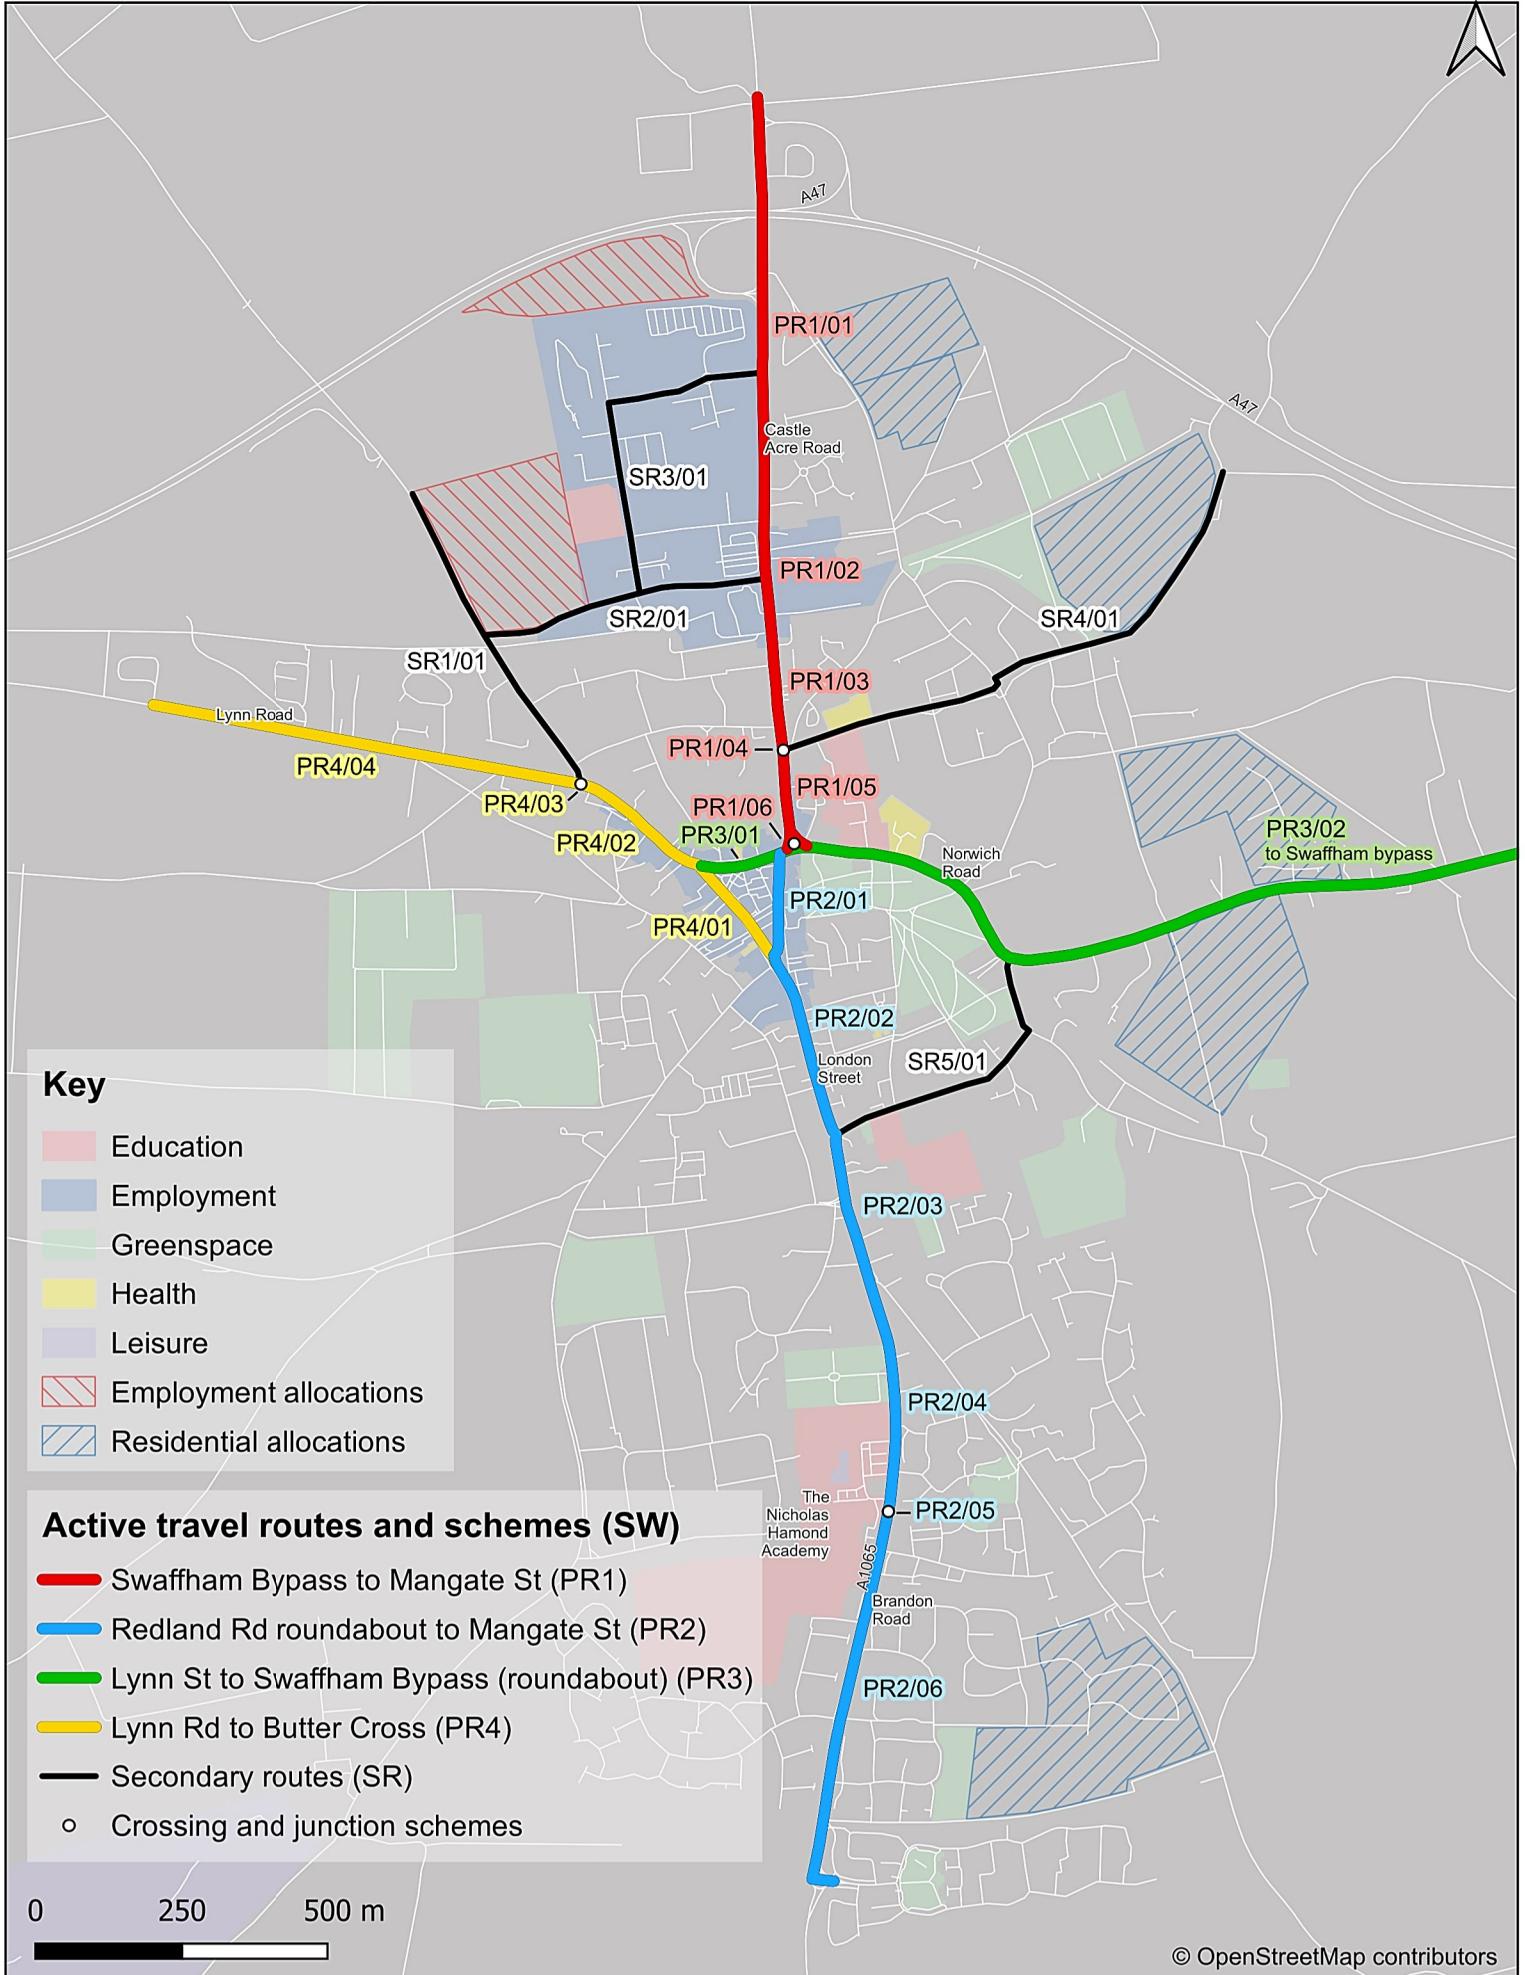 A47
PR1/01
A47
Castle
Acre Road
SR3/01
PR1/02
SR2/01
SR4/01
SR1/01
PR1/03
Lynn Road
PR1/04
PR4/04
PR1/05
PR4/03
PR1/06
PR3/01
PR4/02
PR3/02
to Swaffham bypass
Norwich
Road
PR2/01
PR4/01
PR2/02
London
Street
SR5/01
PR2/03
PR2/04
The
Nicholas
Hamond
Academy
PR2/05
A1065
Brandon
Road
PR2/06
Key
Education
Employment
Greenspace
Health
Leisure
Employment allocations
Residential allocations
Active travel routes and schemes (SW)
Swaffham Bypass to Mangate St (PR1)
Redland Rd roundabout to Mangate St (PR2)
Lynn St to Swaffham Bypass (roundabout) (PR3)
Lynn Rd to Butter Cross (PR4)
Secondary routes (SR)
Crossing and junction schemes
0 250 500 m
© OpenStreetMap contributors